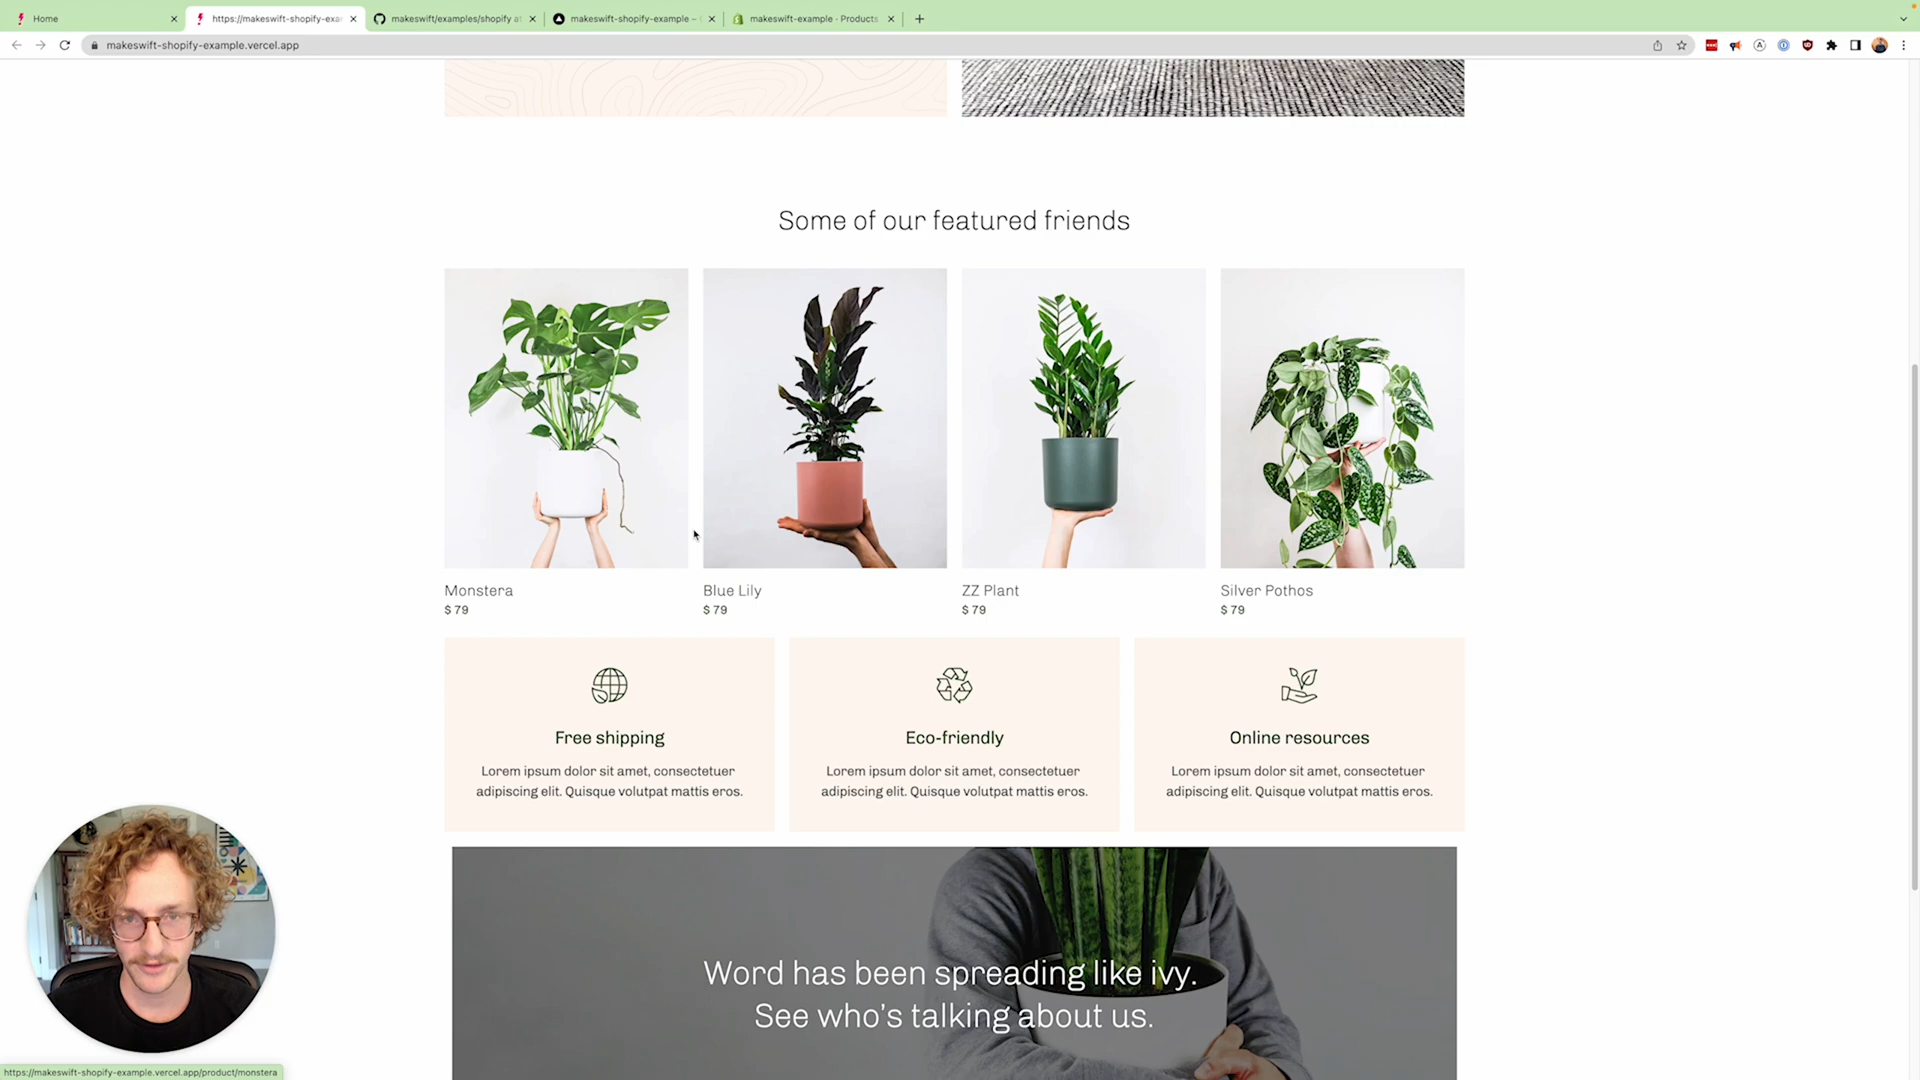 Home
https://makeswift-shopify-exa
makeswift/examples/shopify at
makeswift-shopify-example –
makeswift-example · Products
makeswift-shopify-example.vercel.app
Some of our featured friends
Monstera
$ 79
Blue Lily
$ 79
ZZ Plant
$ 79
Silver Pothos
$ 79
Free shipping
Lorem ipsum dolor sit amet, consectetuer
adipiscing elit. Quisque volutpat mattis eros.
Eco-friendly
Lorem ipsum dolor sit amet, consectetuer
adipiscing elit. Quisque volutpat mattis eros.
Online resources
Lorem ipsum dolor sit amet, consectetuer
adipiscing elit. Quisque volutpat mattis eros.
Word has been spreading like ivy.
See who's talking about us.
https://makeswift-shopify-example.vercel.app/product/monstera